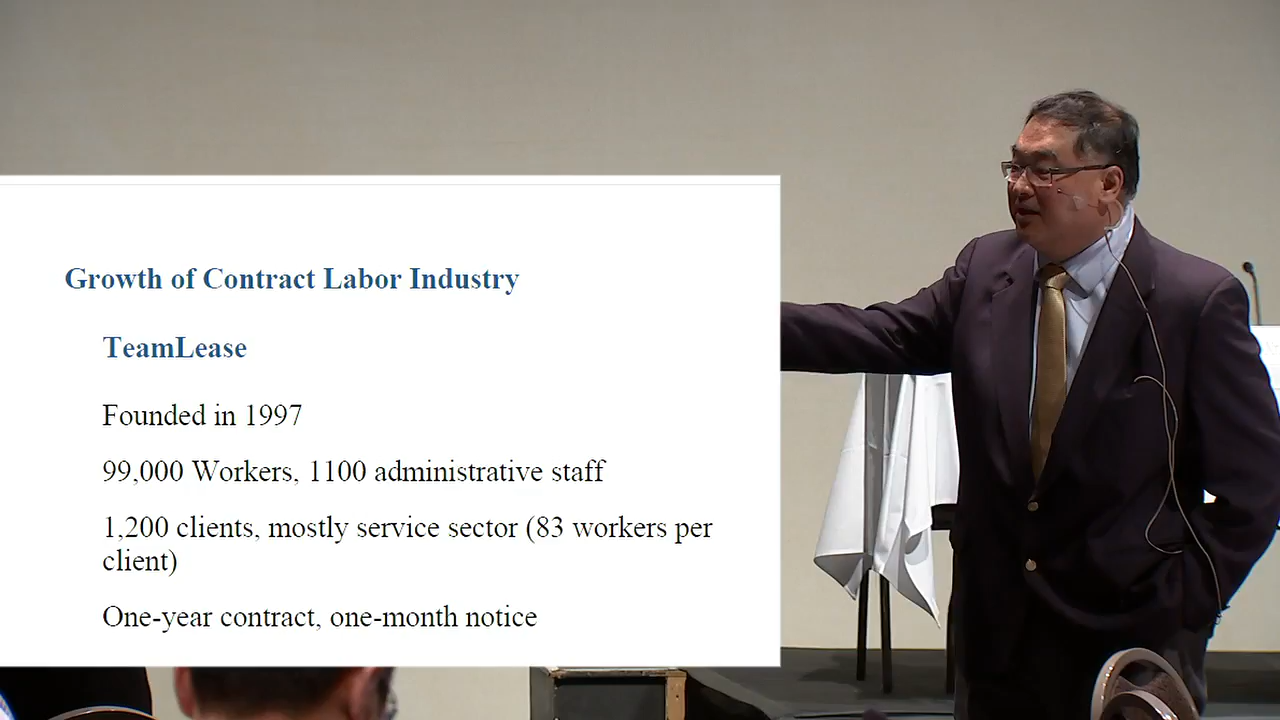 Growth of Contract Labor Industry
TeamLease
Founded in 1997
99,000 Workers, 1100 administrative staff
1,200 clients, mostly service sector (83 workers per
client)
One-year contract, one-month notice